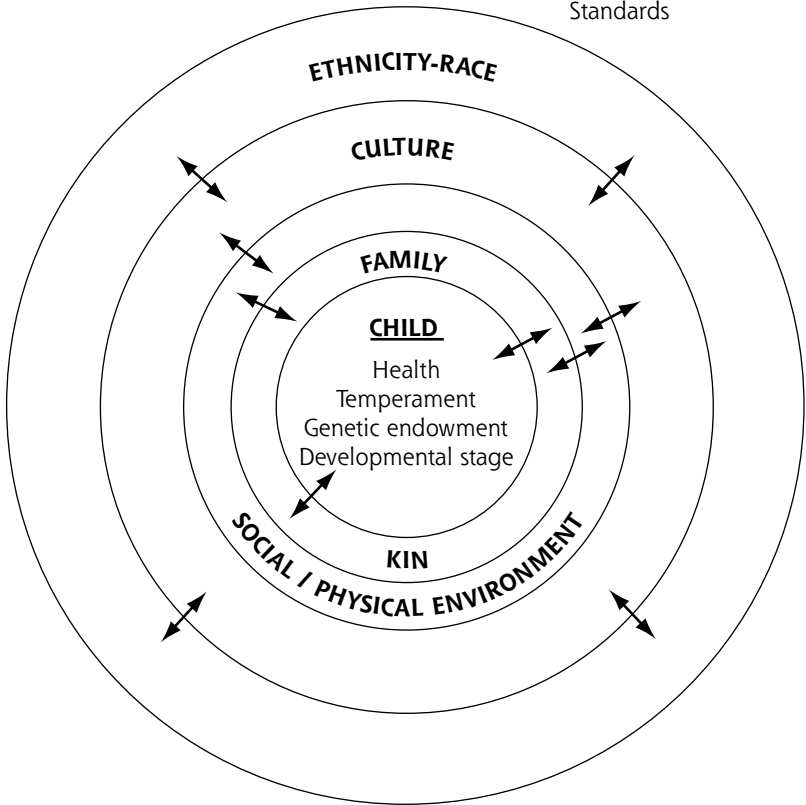 Standards
ETHNICITY-RACE
CULTURE
FAMILY
CHILD
Health
Temperament
Genetic endowment
Developmental stage
KIN
SOCIAL / PHYSICAL ENVIRONMENT